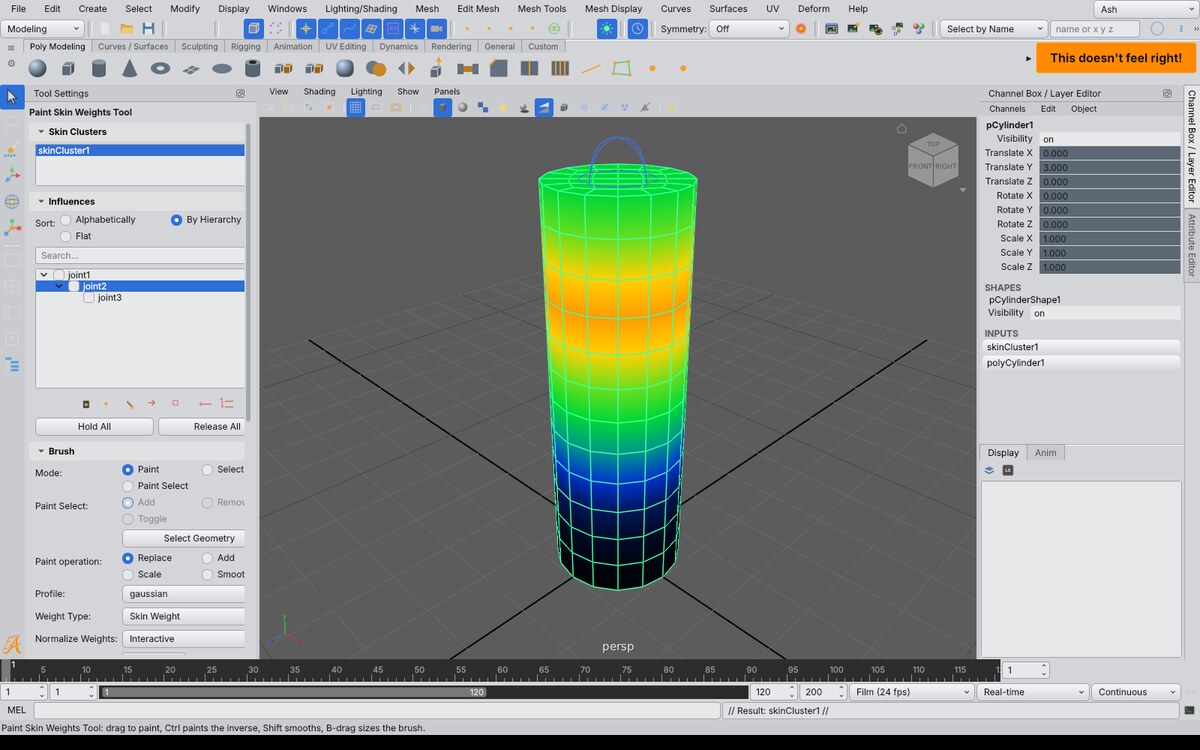 File Edit Create Select Modify Display Windows Lighting/Shading Mesh Edit Mesh Mesh Tools Mesh Display Curves Surfaces UV Deform Help Ash
Modeling Symmetry: Off Select by Name name or x y z
Poly Modeling Curves / Surfaces Sculpting Rigging Animation UV Editing Dynamics Rendering General Custom
This doesn't feel right!
Tool Settings
Paint Skin Weights Tool
Skin Clusters
skinCluster1
Influences
Sort: Alphabetically By Hierarchy
Flat
Search...
joint1
joint2
joint3
Hold All Release All
Brush
Mode: Paint Select
Paint Select
Paint Select: Add Remov
Toggle
Select Geometry
Paint operation: Replace Add
Scale Smoot
Profile: gaussian
Weight Type: Skin Weight
Normalize Weights: Interactive
View Shading Lighting Show Panels
TOP
FRONT RIGHT
y
persp
Channel Box / Layer Editor
Channels Edit Object
pCylinder1
Visibility on
Translate X 0.000
Translate Y 3.000
Translate Z 0.000
Rotate X 0.000
Rotate Y 0.000
Rotate Z 0.000
Scale X 1.000
Scale Y 1.000
Scale Z 1.000
SHAPES
pCylinderShape1
Visibility on
INPUTS
skinCluster1
polyCylinder1
Display Anim
Channel Box / Layer Editor
Attribute Editor
1 5 10 15 20 25 30 35 40 45 50 55 60 65 70 75 80 85 90 95 100 105 110 115 1
1 1 1 120 120 200 Film (24 fps) Real-time Continuous
MEL // Result: skinCluster1 //
Paint Skin Weights Tool: drag to paint, Ctrl paints the inverse, Shift smooths, B-drag sizes the brush.